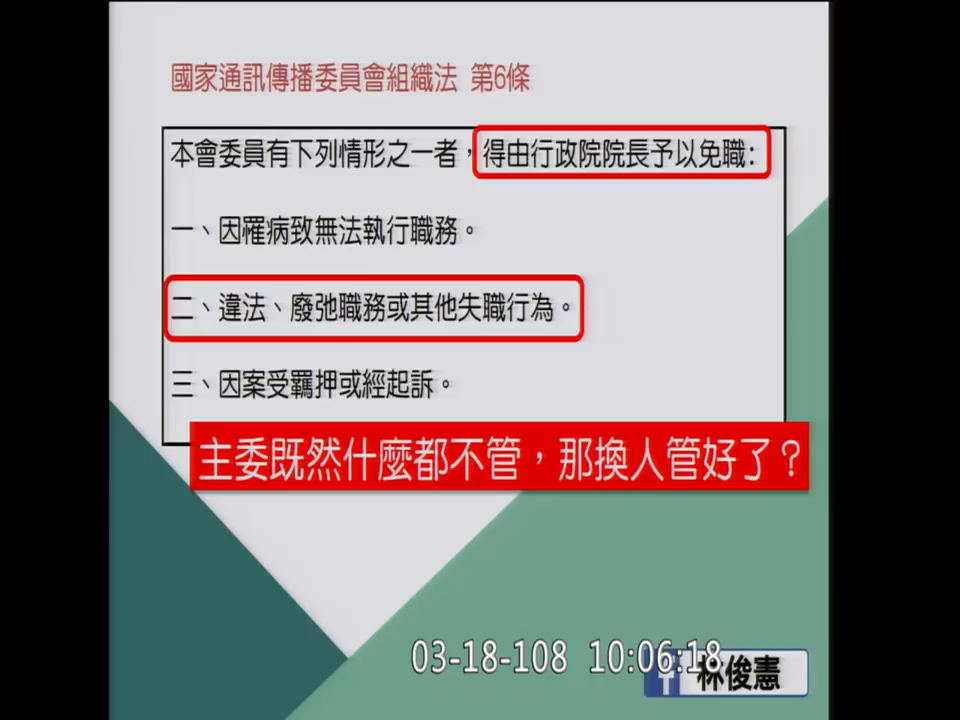 國家通訊傳播委員會組織法 第6條
本會委員有下列情形之一者，得由行政院院長予以免職：
一、因罹病致無法執行職務。
二、違法、廢弛職務或其他失職行為。
三、因案受羈押或經起訴。
主委既然什麼都不管，那換人管好了？
03-18-108 10:06:18
林俊憲